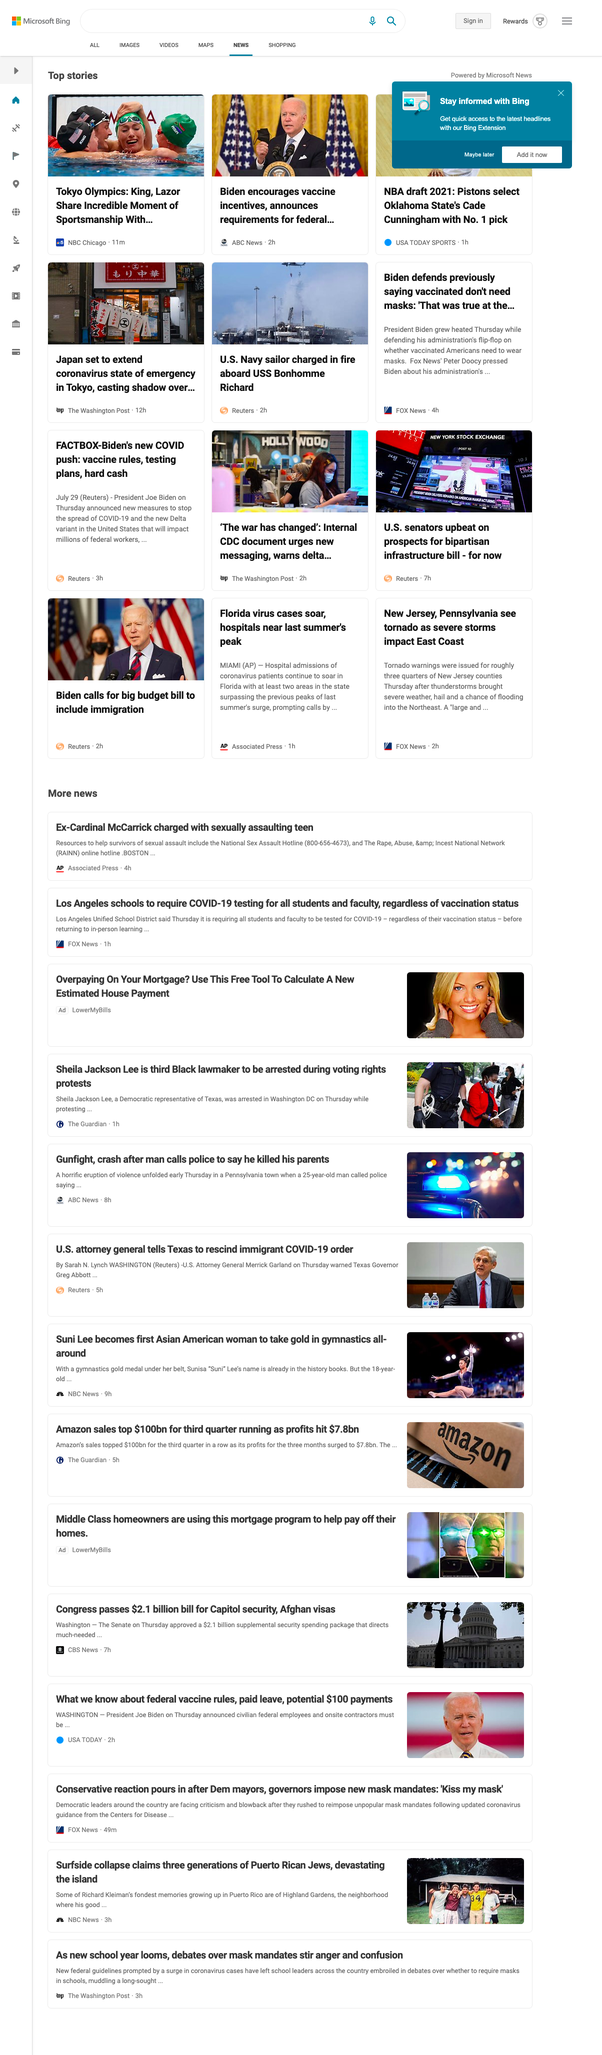 Microsoft Bing
Sign in
Rewards
ALL
IMAGES
VIDEOS
MAPS
NEWS
SHOPPING
Top stories
Powered by Microsoft News
Stay informed with Bing
Get quick access to the latest headlines
with our Bing Extension
Maybe later
Add it now
Tokyo Olympics: King, Lazor
Share Incredible Moment of
Sportsmanship With...
NBC Chicago · 11m
Biden encourages vaccine
incentives, announces
requirements for federal...
ABC News · 2h
NBA draft 2021: Pistons select
Oklahoma State's Cade
Cunningham with No. 1 pick
USA TODAY SPORTS · 1h
もり中華
Japan set to extend
coronavirus state of emergency
in Tokyo, casting shadow over...
wp The Washington Post · 12h
U.S. Navy sailor charged in fire
aboard USS Bonhomme
Richard
Reuters · 2h
Biden defends previously
saying vaccinated don't need
masks: 'That was true at the...
President Biden grew heated Thursday while
defending his administration's flip-flop on
whether vaccinated Americans need to wear
masks. Fox News' Peter Doocy pressed
Biden about his administration's ...
FOX News · 4h
FACTBOX-Biden's new COVID
push: vaccine rules, testing
plans, hard cash
July 29 (Reuters) - President Joe Biden on
Thursday announced new measures to stop
the spread of COVID-19 and the new Delta
variant in the United States that will impact
millions of federal workers, ...
Reuters · 3h
HOLLYWOOD
'The war has changed': Internal
CDC document urges new
messaging, warns delta...
wp The Washington Post · 2h
NEW YORK STOCK EXCHANGE
U.S. senators upbeat on
prospects for bipartisan
infrastructure bill - for now
Reuters · 7h
Biden calls for big budget bill to
include immigration
Reuters · 2h
Florida virus cases soar,
hospitals near last summer's
peak
MIAMI (AP) — Hospital admissions of
coronavirus patients continue to soar in
Florida with at least two areas in the state
surpassing the previous peaks of last
summer's surge, prompting calls by ...
AP Associated Press · 1h
New Jersey, Pennsylvania see
tornado as severe storms
impact East Coast
Tornado warnings were issued for roughly
three quarters of New Jersey counties
Thursday after thunderstorms brought
severe weather, hail and a chance of flooding
into the Northeast. A "large and ...
FOX News · 2h
More news
Ex-Cardinal McCarrick charged with sexually assaulting teen
Resources to help survivors of sexual assault include the National Sex Assault Hotline (800-656-4673), and The Rape, Abuse, &amp; Incest National Network
(RAINN) online hotline .BOSTON ...
AP Associated Press · 4h
Los Angeles schools to require COVID-19 testing for all students and faculty, regardless of vaccination status
Los Angeles Unified School District said Thursday it is requiring all students and faculty to be tested for COVID-19 – regardless of their vaccination status – before
returning to in-person learning ...
FOX News · 1h
Overpaying On Your Mortgage? Use This Free Tool To Calculate A New
Estimated House Payment
Ad LowerMyBills
Sheila Jackson Lee is third Black lawmaker to be arrested during voting rights
protests
Sheila Jackson Lee, a Democratic representative of Texas, was arrested in Washington DC on Thursday while
protesting ...
The Guardian · 1h
Gunfight, crash after man calls police to say he killed his parents
A horrific eruption of violence unfolded early Thursday in a Pennsylvania town when a 25-year-old man called police
saying ...
ABC News · 8h
U.S. attorney general tells Texas to rescind immigrant COVID-19 order
By Sarah N. Lynch WASHINGTON (Reuters) -U.S. Attorney General Merrick Garland on Thursday warned Texas Governor
Greg Abbott ...
Reuters · 5h
Suni Lee becomes first Asian American woman to take gold in gymnastics all-
around
With a gymnastics gold medal under her belt, Sunisa "Suni" Lee's name is already in the history books. But the 18-year-
old ...
NBC News · 9h
Amazon sales top $100bn for third quarter running as profits hit $7.8bn
Amazon's sales topped $100bn for the third quarter in a row as its profits for the three months surged to $7.8bn. The ...
The Guardian · 5h
amazon
Middle Class homeowners are using this mortgage program to help pay off their
homes.
Ad LowerMyBills
Congress passes $2.1 billion bill for Capitol security, Afghan visas
Washington — The Senate on Thursday approved a $2.1 billion supplemental security spending package that directs
much-needed ...
CBS News · 7h
What we know about federal vaccine rules, paid leave, potential $100 payments
WASHINGTON — President Joe Biden on Thursday announced civilian federal employees and onsite contractors must
be ...
USA TODAY · 2h
Conservative reaction pours in after Dem mayors, governors impose new mask mandates: 'Kiss my mask'
Democratic leaders around the country are facing criticism and blowback after they rushed to reimpose unpopular mask mandates following updated coronavirus
guidance from the Centers for Disease ...
FOX News · 49m
Surfside collapse claims three generations of Puerto Rican Jews, devastating
the island
Some of Richard Kleiman's fondest memories growing up in Puerto Rico are of Highland Gardens, the neighborhood
where his good ...
NBC News · 3h
As new school year looms, debates over mask mandates stir anger and confusion
New federal guidelines prompted by a surge in coronavirus cases have left school leaders across the country embroiled in debates over whether to require masks
in schools, muddling a long-sought ...
wp The Washington Post · 3h